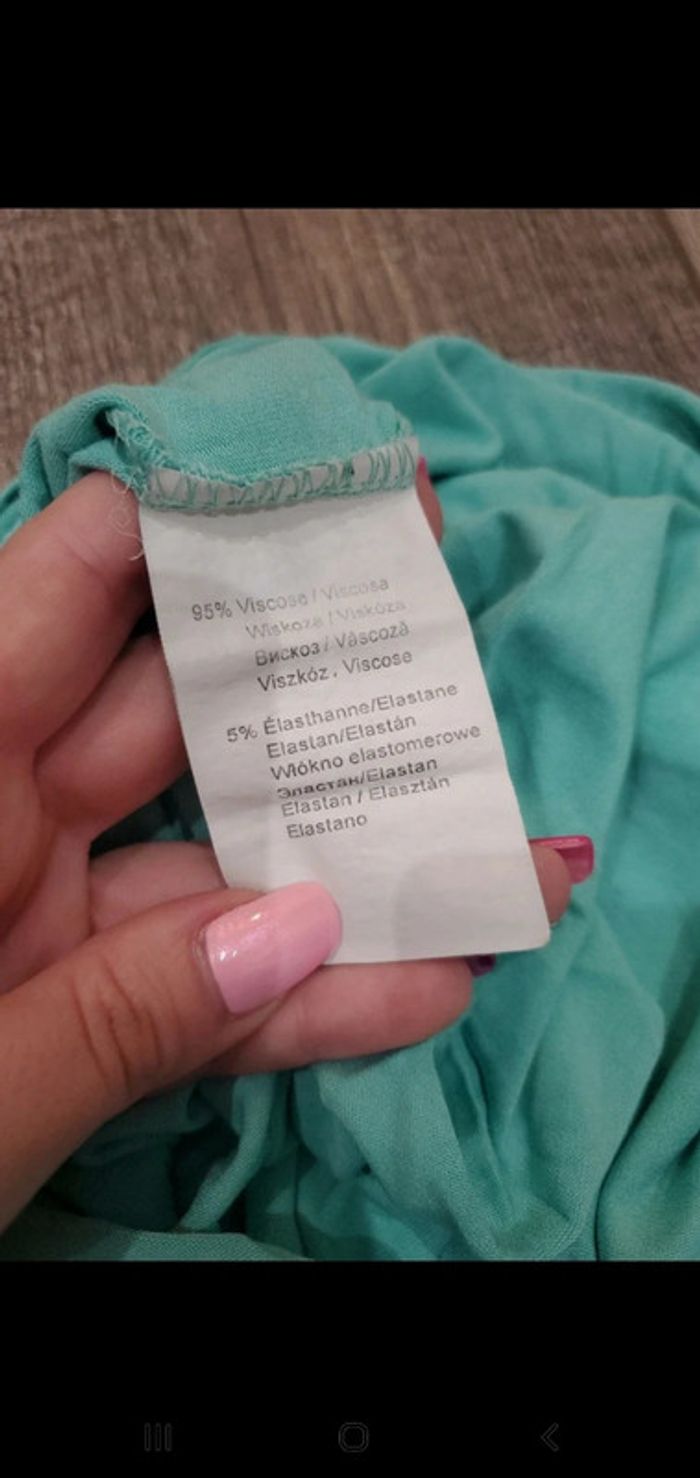 95% Viscose / Viscosa
Wiskoza / Viskóza
Вискоз / Vâscoză
Viszkóz , Viscose
5% Élasthanne/Elastane
Elastan/Elastán
Włókno elastomerowe
Эластан/Elastan
Elastan / Elasztán
Elastano